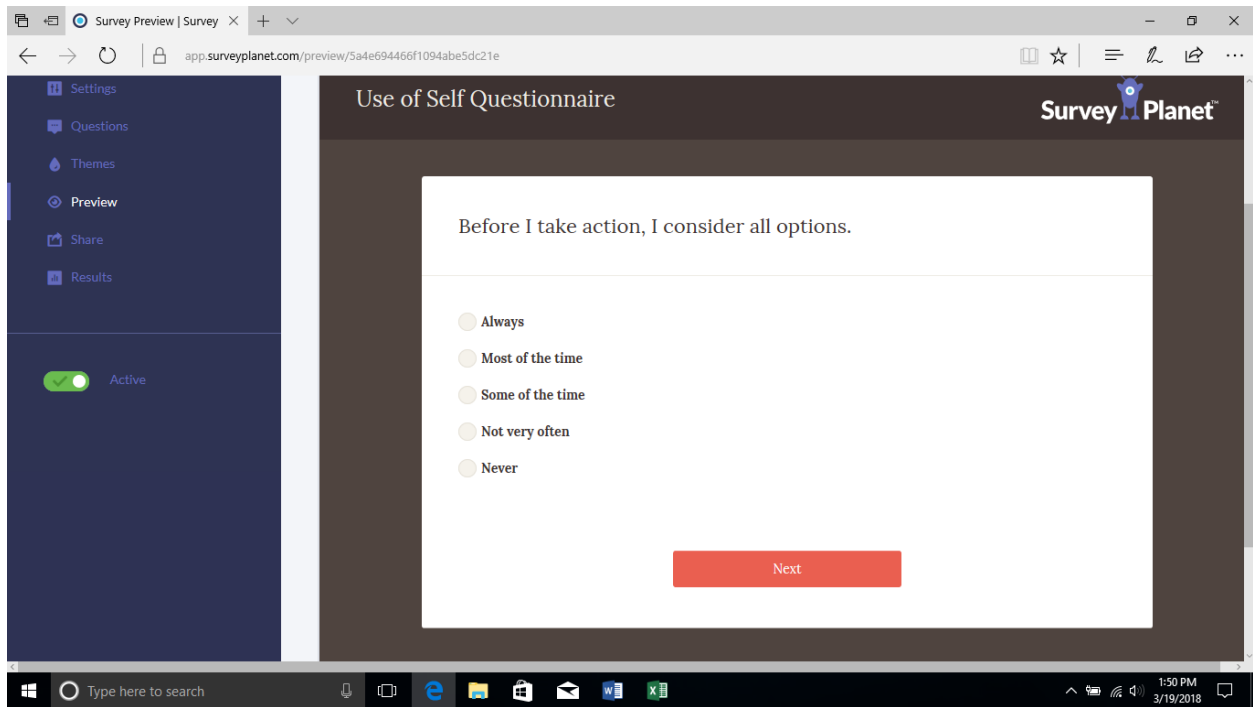 Survey Preview | Survey
app.surveyplanet.com/preview/5a4e694466f1094abe5dc21e
Settings
Questions
Themes
Preview
Share
Results
Active
Use of Self Questionnaire
Survey Planet™
Before I take action, I consider all options.
Always
Most of the time
Some of the time
Not very often
Never
Next
Type here to search
1:50 PM
3/19/2018